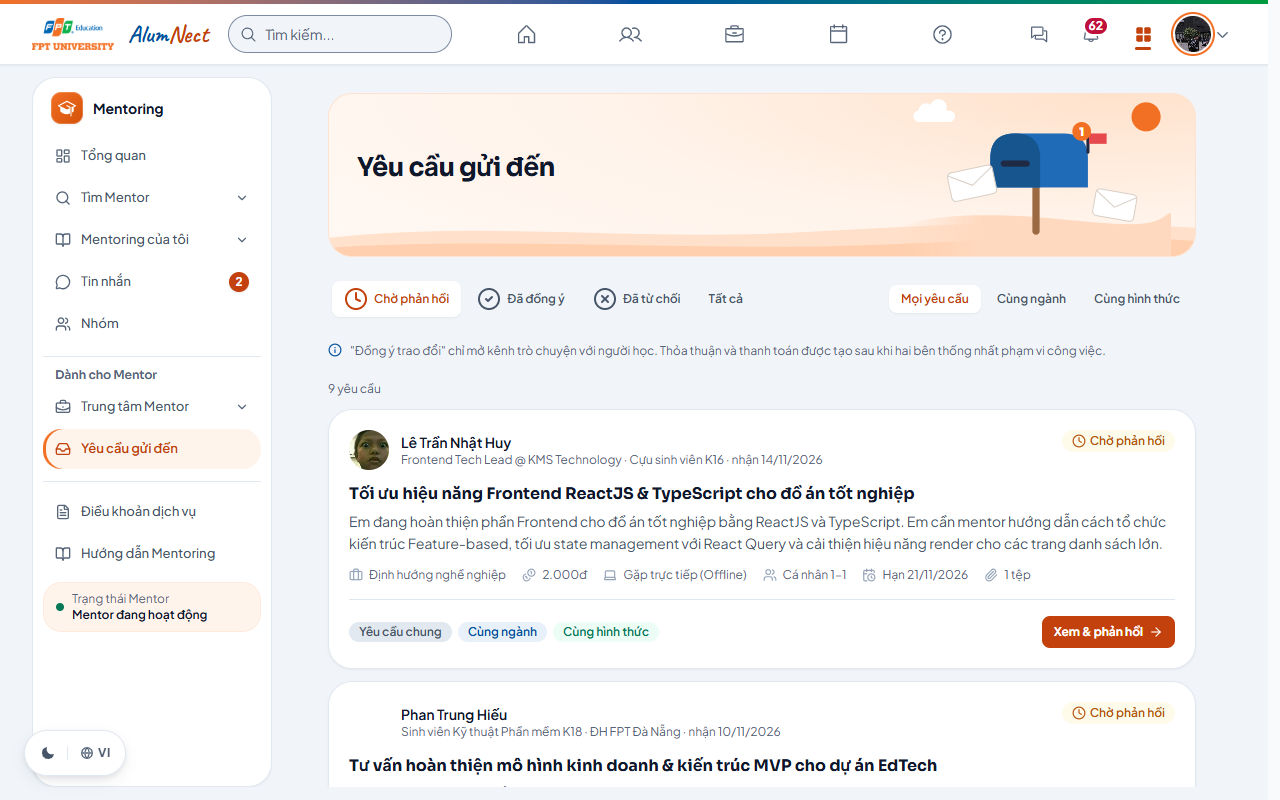 FPT Education
FPT UNIVERSITY
AlumNect
Tìm kiếm...
62
Mentoring
Tổng quan
Tìm Mentor
Mentoring của tôi
Tin nhắn
2
Nhóm
Dành cho Mentor
Trung tâm Mentor
Yêu cầu gửi đến
Điều khoản dịch vụ
Hướng dẫn Mentoring
Trạng thái Mentor
Mentor đang hoạt động
VI
Yêu cầu gửi đến
1
Chờ phản hồi
Đã đồng ý
Đã từ chối
Tất cả
Mọi yêu cầu
Cùng ngành
Cùng hình thức
"Đồng ý trao đổi" chỉ mở kênh trò chuyện với người học. Thỏa thuận và thanh toán được tạo sau khi hai bên thống nhất phạm vi công việc.
9 yêu cầu
Lê Trần Nhật Huy
Chờ phản hồi
Frontend Tech Lead @ KMS Technology · Cựu sinh viên K16 · nhận 14/11/2026
Tối ưu hiệu năng Frontend ReactJS & TypeScript cho đồ án tốt nghiệp
Em đang hoàn thiện phần Frontend cho đồ án tốt nghiệp bằng ReactJS và TypeScript. Em cần mentor hướng dẫn cách tổ chức
kiến trúc Feature-based, tối ưu state management với React Query và cải thiện hiệu năng render cho các trang danh sách lớn.
Định hướng nghề nghiệp
2.000đ
Gặp trực tiếp (Offline)
Cá nhân 1–1
Hạn 21/11/2026
1 tệp
Yêu cầu chung
Cùng ngành
Cùng hình thức
Xem & phản hồi
Phan Trung Hiếu
Chờ phản hồi
Sinh viên Kỹ thuật Phần mềm K18 · ĐH FPT Đà Nẵng · nhận 10/11/2026
Tư vấn hoàn thiện mô hình kinh doanh & kiến trúc MVP cho dự án EdTech